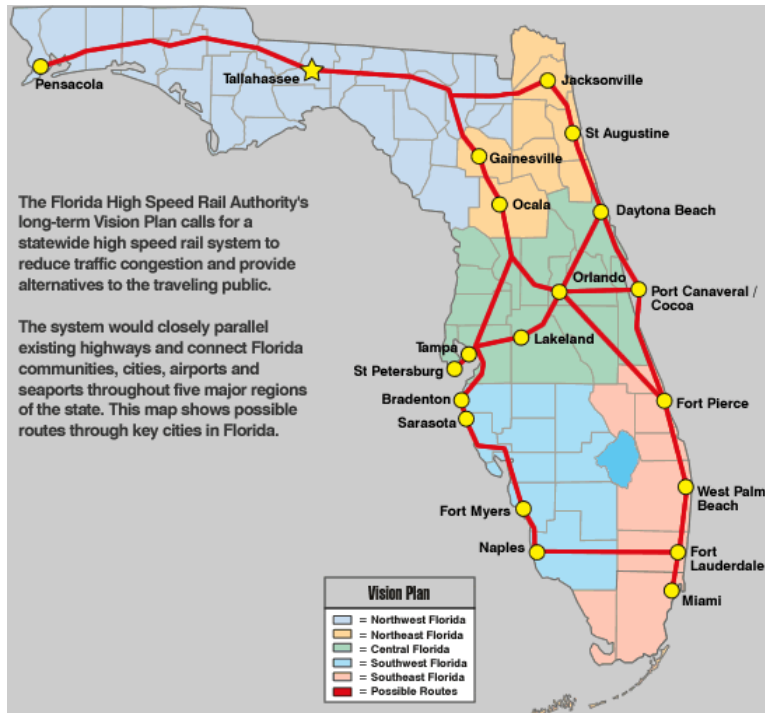 Pensacola
Tallahassee
Jacksonville
St Augustine
Gainesville
Ocala
Daytona Beach
The Florida High Speed Rail Authority's
long-term Vision Plan calls for a
statewide high speed rail system to
reduce traffic congestion and provide
alternatives to the traveling public.
The system would closely parallel
existing highways and connect Florida
communities, cities, airports and
seaports throughout five major regions
of the state. This map shows possible
routes through key cities in Florida.
Orlando
Port Canaveral /
Cocoa
Lakeland
Tampa
St Petersburg
Bradenton
Sarasota
Fort Pierce
West Palm
Beach
Fort Myers
Naples
Fort
Lauderdale
Miami
Vision Plan
= Northwest Florida
= Northeast Florida
= Central Florida
= Southwest Florida
= Southeast Florida
= Possible Routes